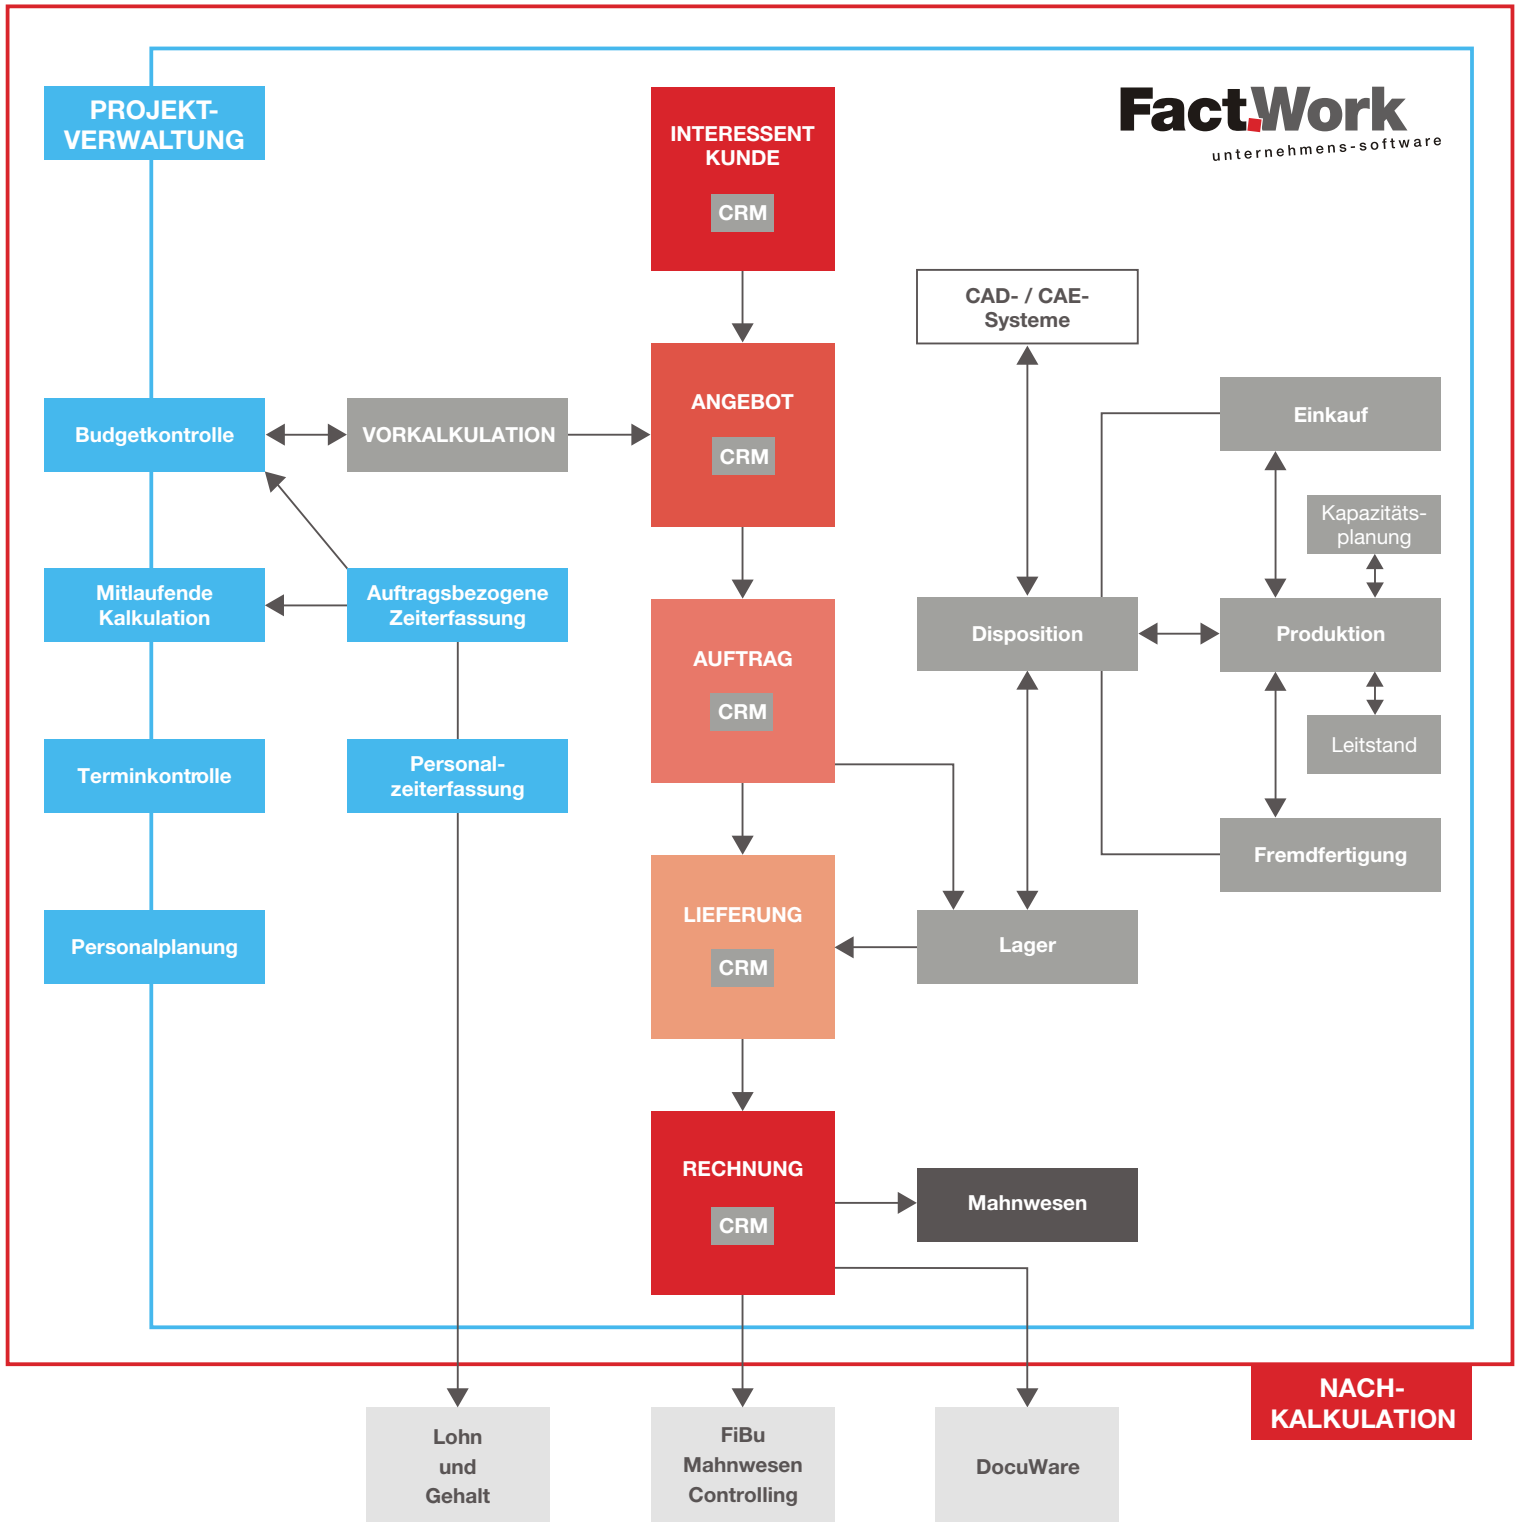 PROJEKT-
VERWALTUNG
INTERESSENT
KUNDE
CRM
Fact.Work
unternehmens-software
CAD- / CAE-
Systeme
ANGEBOT
CRM
Budgetkontrolle
VORKALKULATION
Einkauf
Kapazitäts-
planung
Mitlaufende
Kalkulation
Auftragsbezogene
Zeiterfassung
AUFTRAG
CRM
Disposition
Produktion
Leitstand
Terminkontrolle
Personal-
zeiterfassung
Fremdfertigung
LIEFERUNG
CRM
Lager
Personalplanung
RECHNUNG
CRM
Mahnwesen
NACH-
KALKULATION
Lohn
und
Gehalt
FiBu
Mahnwesen
Controlling
DocuWare